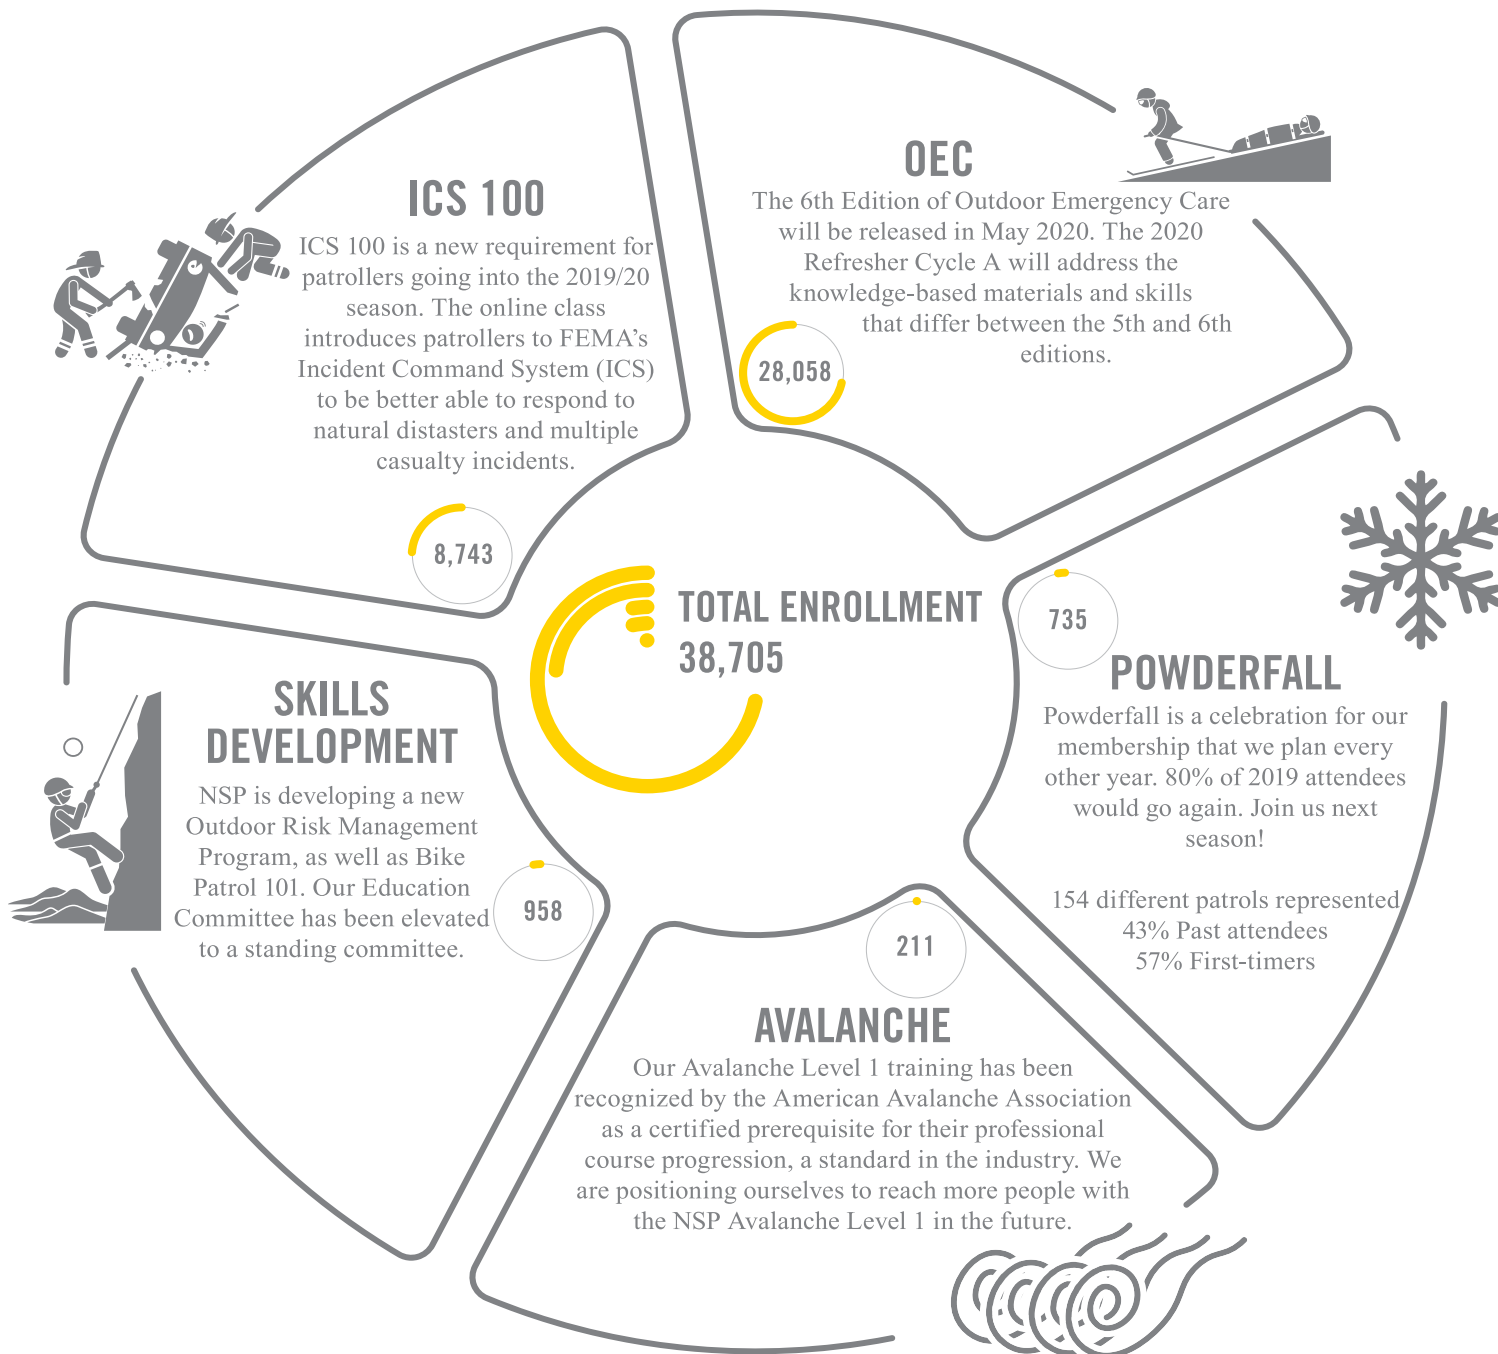 ICS 100
ICS 100 is a new requirement for
patrollers going into the 2019/20
season. The online class
introduces patrollers to FEMA’s
Incident Command System (ICS)
to be better able to respond to
natural distasters and multiple
casualty incidents.
8,743
OEC
The 6th Edition of Outdoor Emergency Care
will be released in May 2020. The 2020
Refresher Cycle A will address the
knowledge-based materials and skills
that differ between the 5th and 6th
editions.
28,058
TOTAL ENROLLMENT
38,705
735
POWDERFALL
Powderfall is a celebration for our
membership that we plan every
other year. 80% of 2019 attendees
would go again. Join us next
season!
154 different patrols represented
43% Past attendees
57% First-timers
SKILLS
DEVELOPMENT
NSP is developing a new
Outdoor Risk Management
Program, as well as Bike
Patrol 101. Our Education
Committee has been elevated
to a standing committee.
958
211
AVALANCHE
Our Avalanche Level 1 training has been
recognized by the American Avalanche Association
as a certified prerequisite for their professional
course progression, a standard in the industry. We
are positioning ourselves to reach more people with
the NSP Avalanche Level 1 in the future.